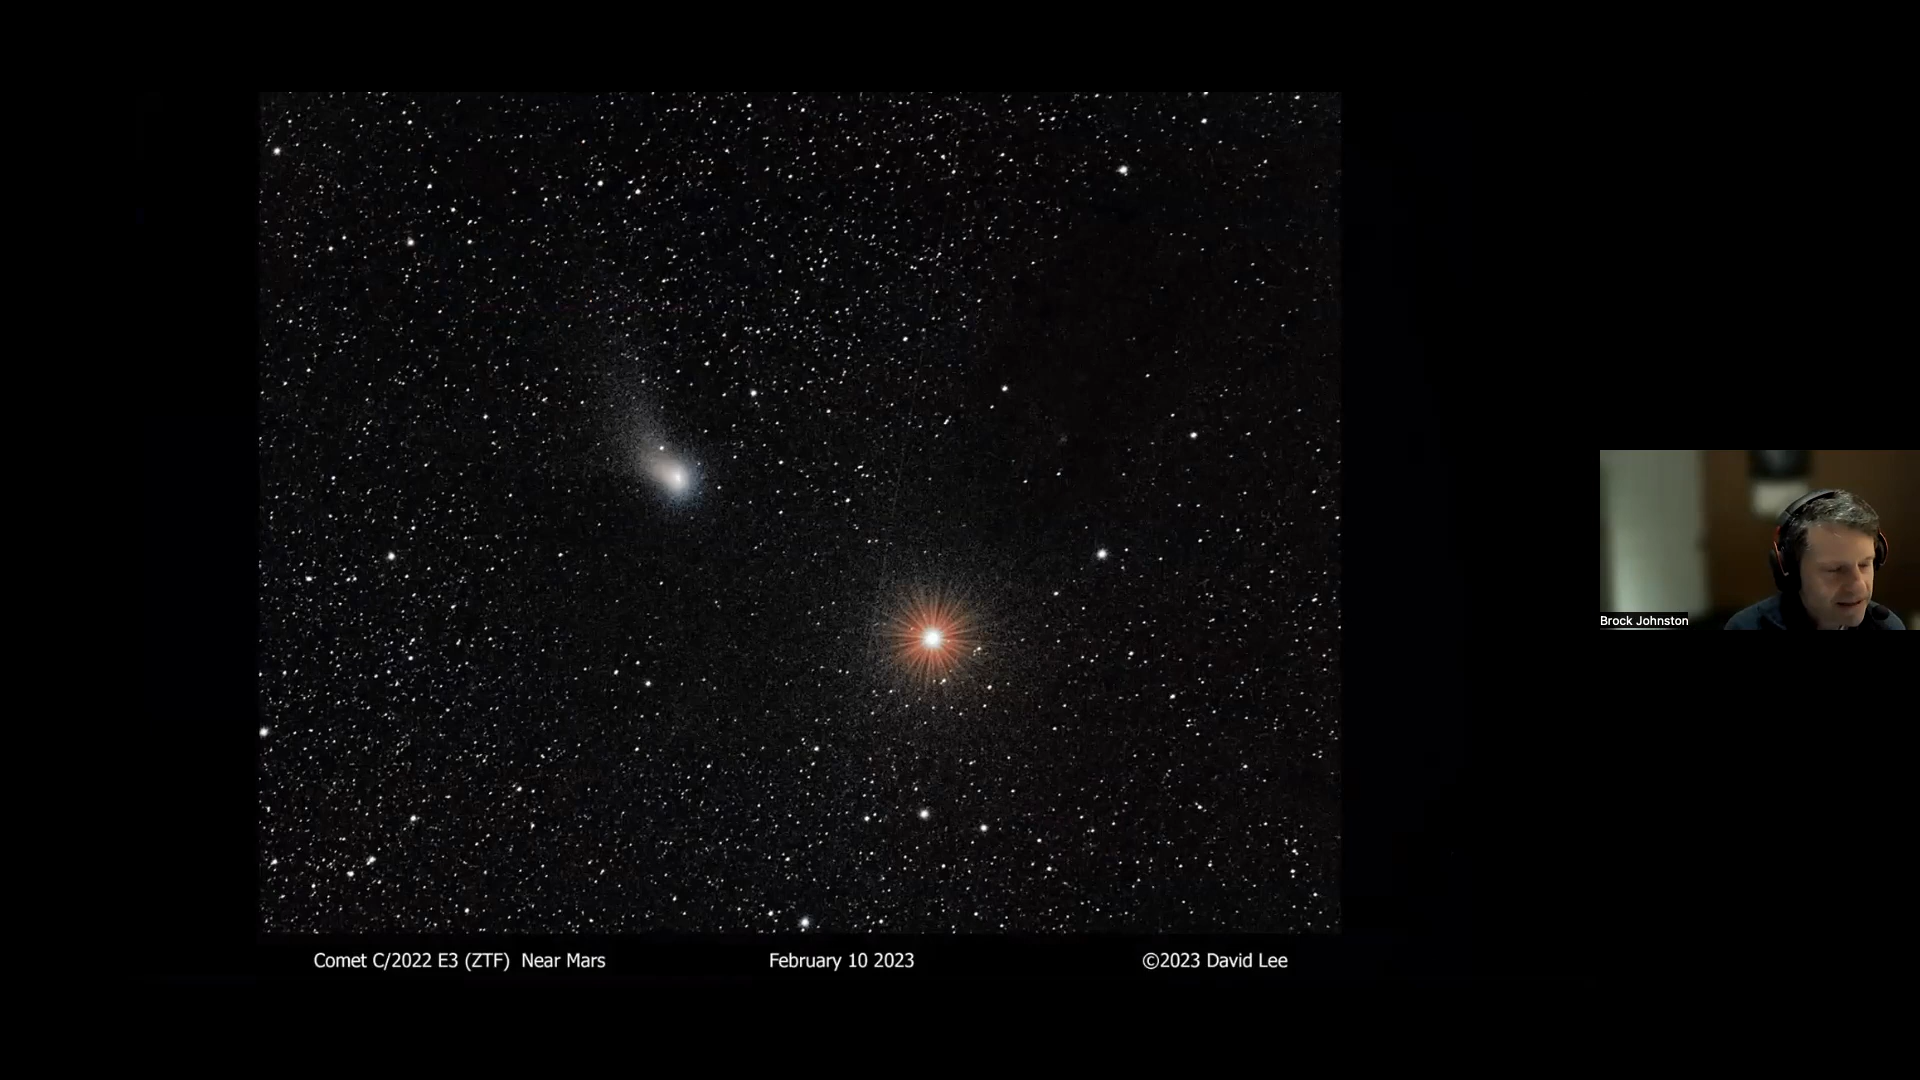 Comet C/2022 E3 (ZTF) Near Mars
February 10 2023
©2023 David Lee
Brock Johnston